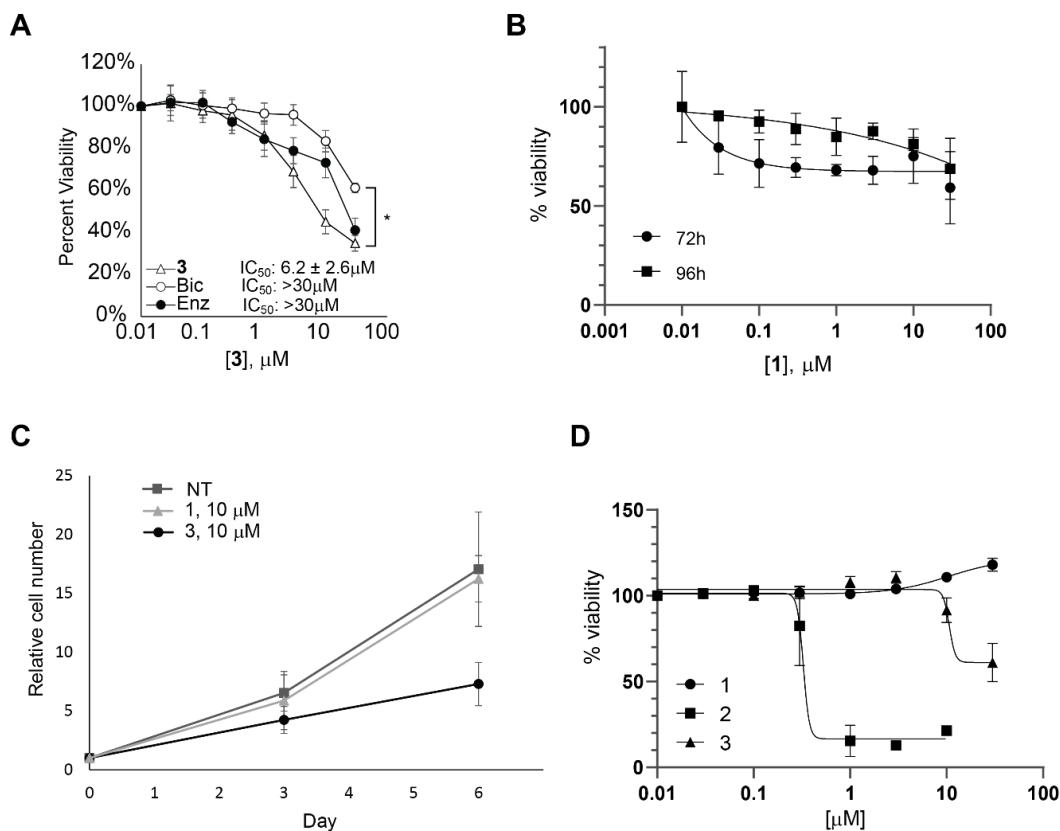 A
120%
100%
80%
60%
40%
20%
0%
Percent Viability
*
3 IC50: 6.2 ± 2.6μM
Bic IC50: >30μM
Enz IC50: >30μM
0.01 0.1 1 10 100
[3], μM
B
100
50
0
% viability
72h
96h
0.001 0.01 0.1 1 10 100
[1], μM
C
25
20
15
10
5
0
Relative cell number
NT
1, 10 μM
3, 10 μM
0 1 2 3 4 5 6
Day
D
150
100
50
0
% viability
1
2
3
0.01 0.1 1 10 100
[μM]